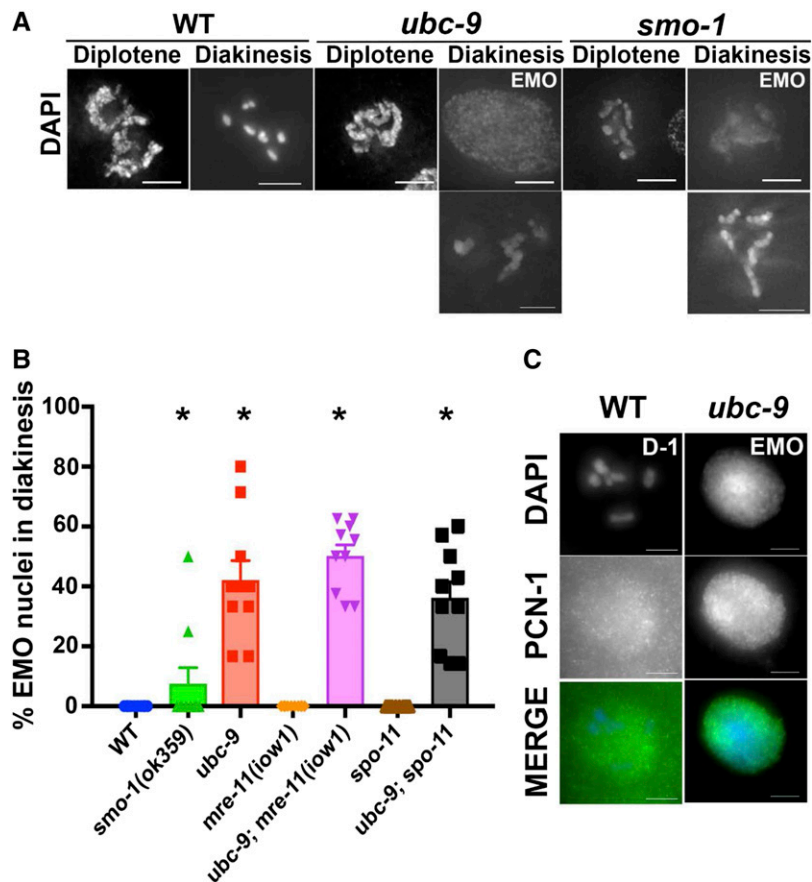 A
WT ubc-9 smo-1
Diplotene Diakinesis Diplotene Diakinesis Diplotene Diakinesis
DAPI
EMO EMO
B
% EMO nuclei in diakinesis
100
80
60
40
20
0
* * * *
WT
smo-1(ok359)
ubc-9
mre-11(iow1)
ubc-9; mre-11(iow1)
spo-11
ubc-9; spo-11
C
WT ubc-9
DAPI
D-1 EMO
PCN-1
MERGE